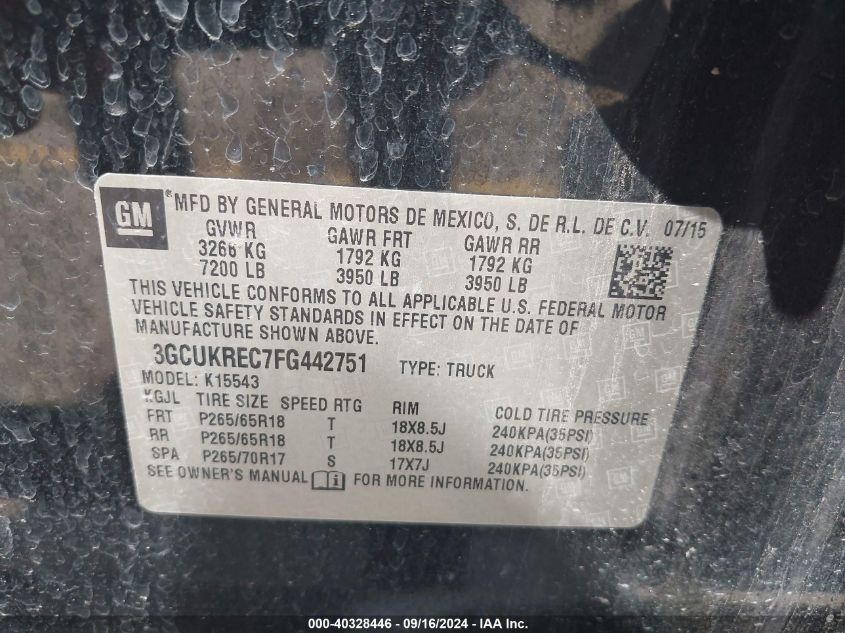 GM
*MFD BY GENERAL MOTORS DE MEXICO, S. DE R.L. DE C.V. 07/15
GVWR GAWR FRT GAWR RR
3266 KG 1792 KG 1792 KG
7200 LB 3950 LB 3950 LB
THIS VEHICLE CONFORMS TO ALL APPLICABLE U.S. FEDERAL MOTOR
VEHICLE SAFETY STANDARDS IN EFFECT ON THE DATE OF
MANUFACTURE SHOWN ABOVE.
3GCUKREC7FG442751 TYPE: TRUCK
MODEL: K15543
KGJL TIRE SIZE SPEED RTG RIM COLD TIRE PRESSURE
FRT P265/65R18 T 18X8.5J 240KPA(35PSI)
RR P265/65R18 T 18X8.5J 240KPA(35PSI)
SPA P265/70R17 S 17X7J 240KPA(35PSI)
SEE OWNER'S MANUAL FOR MORE INFORMATION.
000-40328446 - 09/16/2024 - IAA Inc.